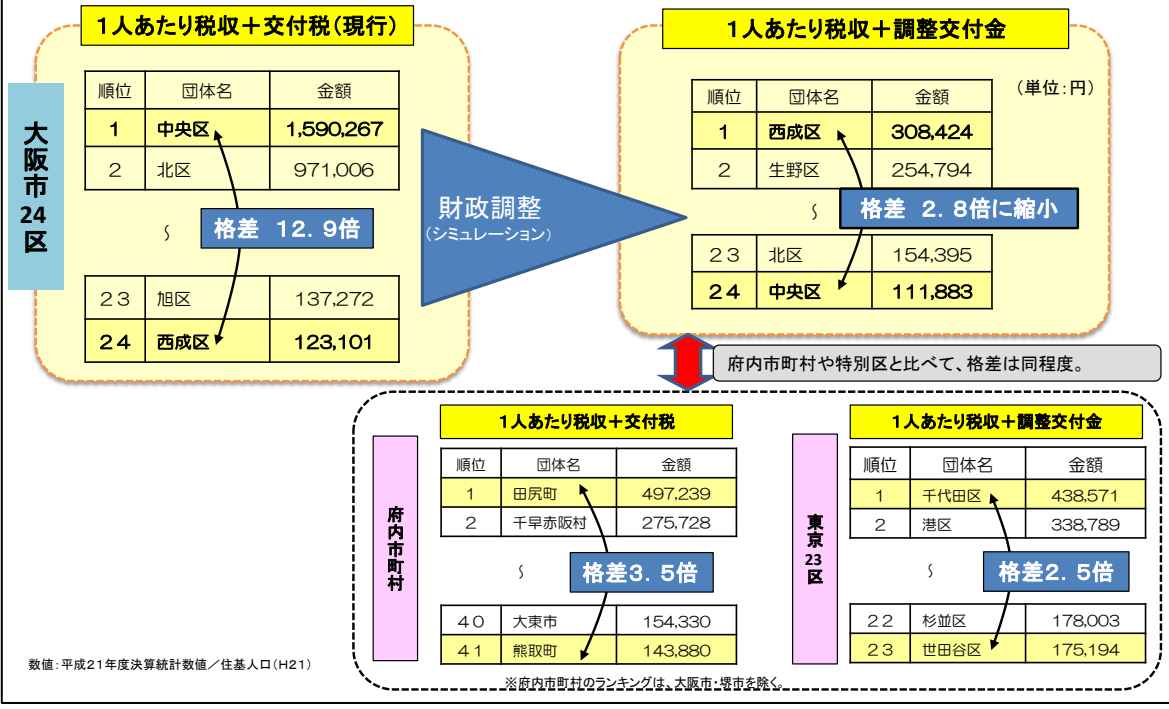 1人あたり税収+交付税(現行)
大阪市24区
順位 団体名 金額
1 中央区 1,590,267
2 北区 971,006
~
格差 12.9倍
23 旭区 137,272
24 西成区 123,101
財政調整
(シミュレーション)
1人あたり税収+調整交付金
(単位:円)
順位 団体名 金額
1 西成区 308,424
2 生野区 254,794
~
格差 2.8倍に縮小
23 北区 154,395
24 中央区 111,883
府内市町村や特別区と比べて、格差は同程度。
府内市町村
1人あたり税収+交付税
順位 団体名 金額
1 田尻町 497,239
2 千早赤阪村 275,728
~
格差3.5倍
40 大東市 154,330
41 熊取町 143,880
東京23区
1人あたり税収+調整交付金
順位 団体名 金額
1 千代田区 438,571
2 港区 338,789
~
格差2.5倍
22 杉並区 178,003
23 世田谷区 175,194
数値:平成21年度決算統計数値/住基人口(H21)
※府内市町村のランキングは、大阪市・堺市を除く。